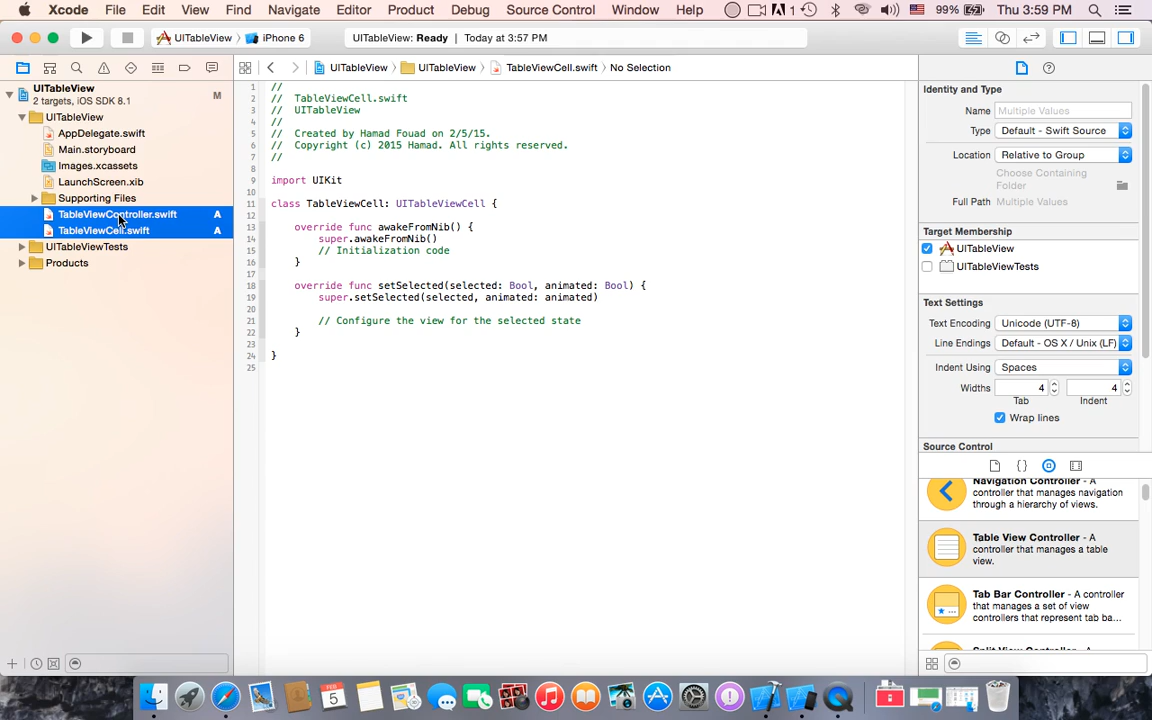 Xcode File Edit View Find Navigate Editor Product Debug Source Control Window Help 1 99% Thu 3:59 PM
UITableView iPhone 6 UITableView: Ready | Today at 3:57 PM
UITableView UITableView TableViewCell.swift No Selection
UITableView M
2 targets, iOS SDK 8.1
UITableView
AppDelegate.swift
Main.storyboard
Images.xcassets
LaunchScreen.xib
Supporting Files
TableViewController.swift A
TableViewCell.swift A
UITableViewTests
Products
1 //
2 // TableViewCell.swift
3 // UITableView
4 //
5 // Created by Hamad Fouad on 2/5/15.
6 // Copyright (c) 2015 Hamad. All rights reserved.
7 //
8
9 import UIKit
10
11 class TableViewCell: UITableViewCell {
12
13 override func awakeFromNib() {
14 super.awakeFromNib()
15 // Initialization code
16 }
17
18 override func setSelected(selected: Bool, animated: Bool) {
19 super.setSelected(selected, animated: animated)
20
21 // Configure the view for the selected state
22 }
23
24 }
25
Identity and Type
Name Multiple Values
Type Default - Swift Source
Location Relative to Group
Choose Containing
Folder
Full Path Multiple Values
Target Membership
UITableView
UITableViewTests
Text Settings
Text Encoding Unicode (UTF-8)
Line Endings Default - OS X / Unix (LF)
Indent Using Spaces
Widths 4 4
Tab Indent
Wrap lines
Source Control
Navigation Controller - A
controller that manages navigation
through a hierarchy of views.
Table View Controller - A
controller that manages a table
view.
Tab Bar Controller - A controller
that manages a set of view
controllers that represent tab ba...
FEB
5